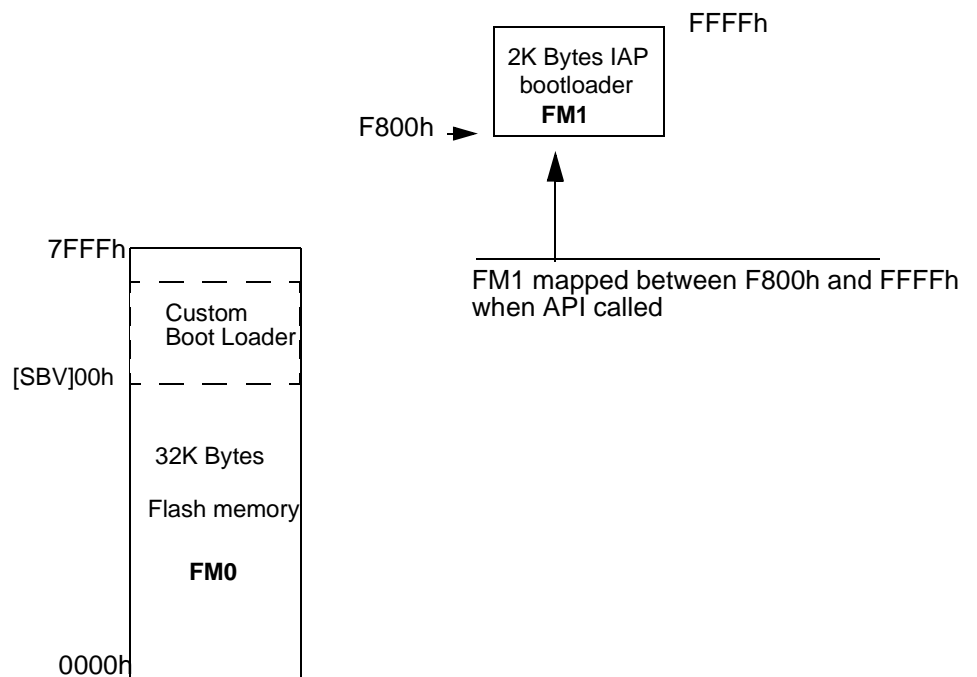 FFFFh
2K Bytes IAP
bootloader
FM1
F800h
7FFFh
FM1 mapped between F800h and FFFFh
when API called
Custom
Boot Loader
[SBV]00h
32K Bytes
Flash memory
FM0
0000h